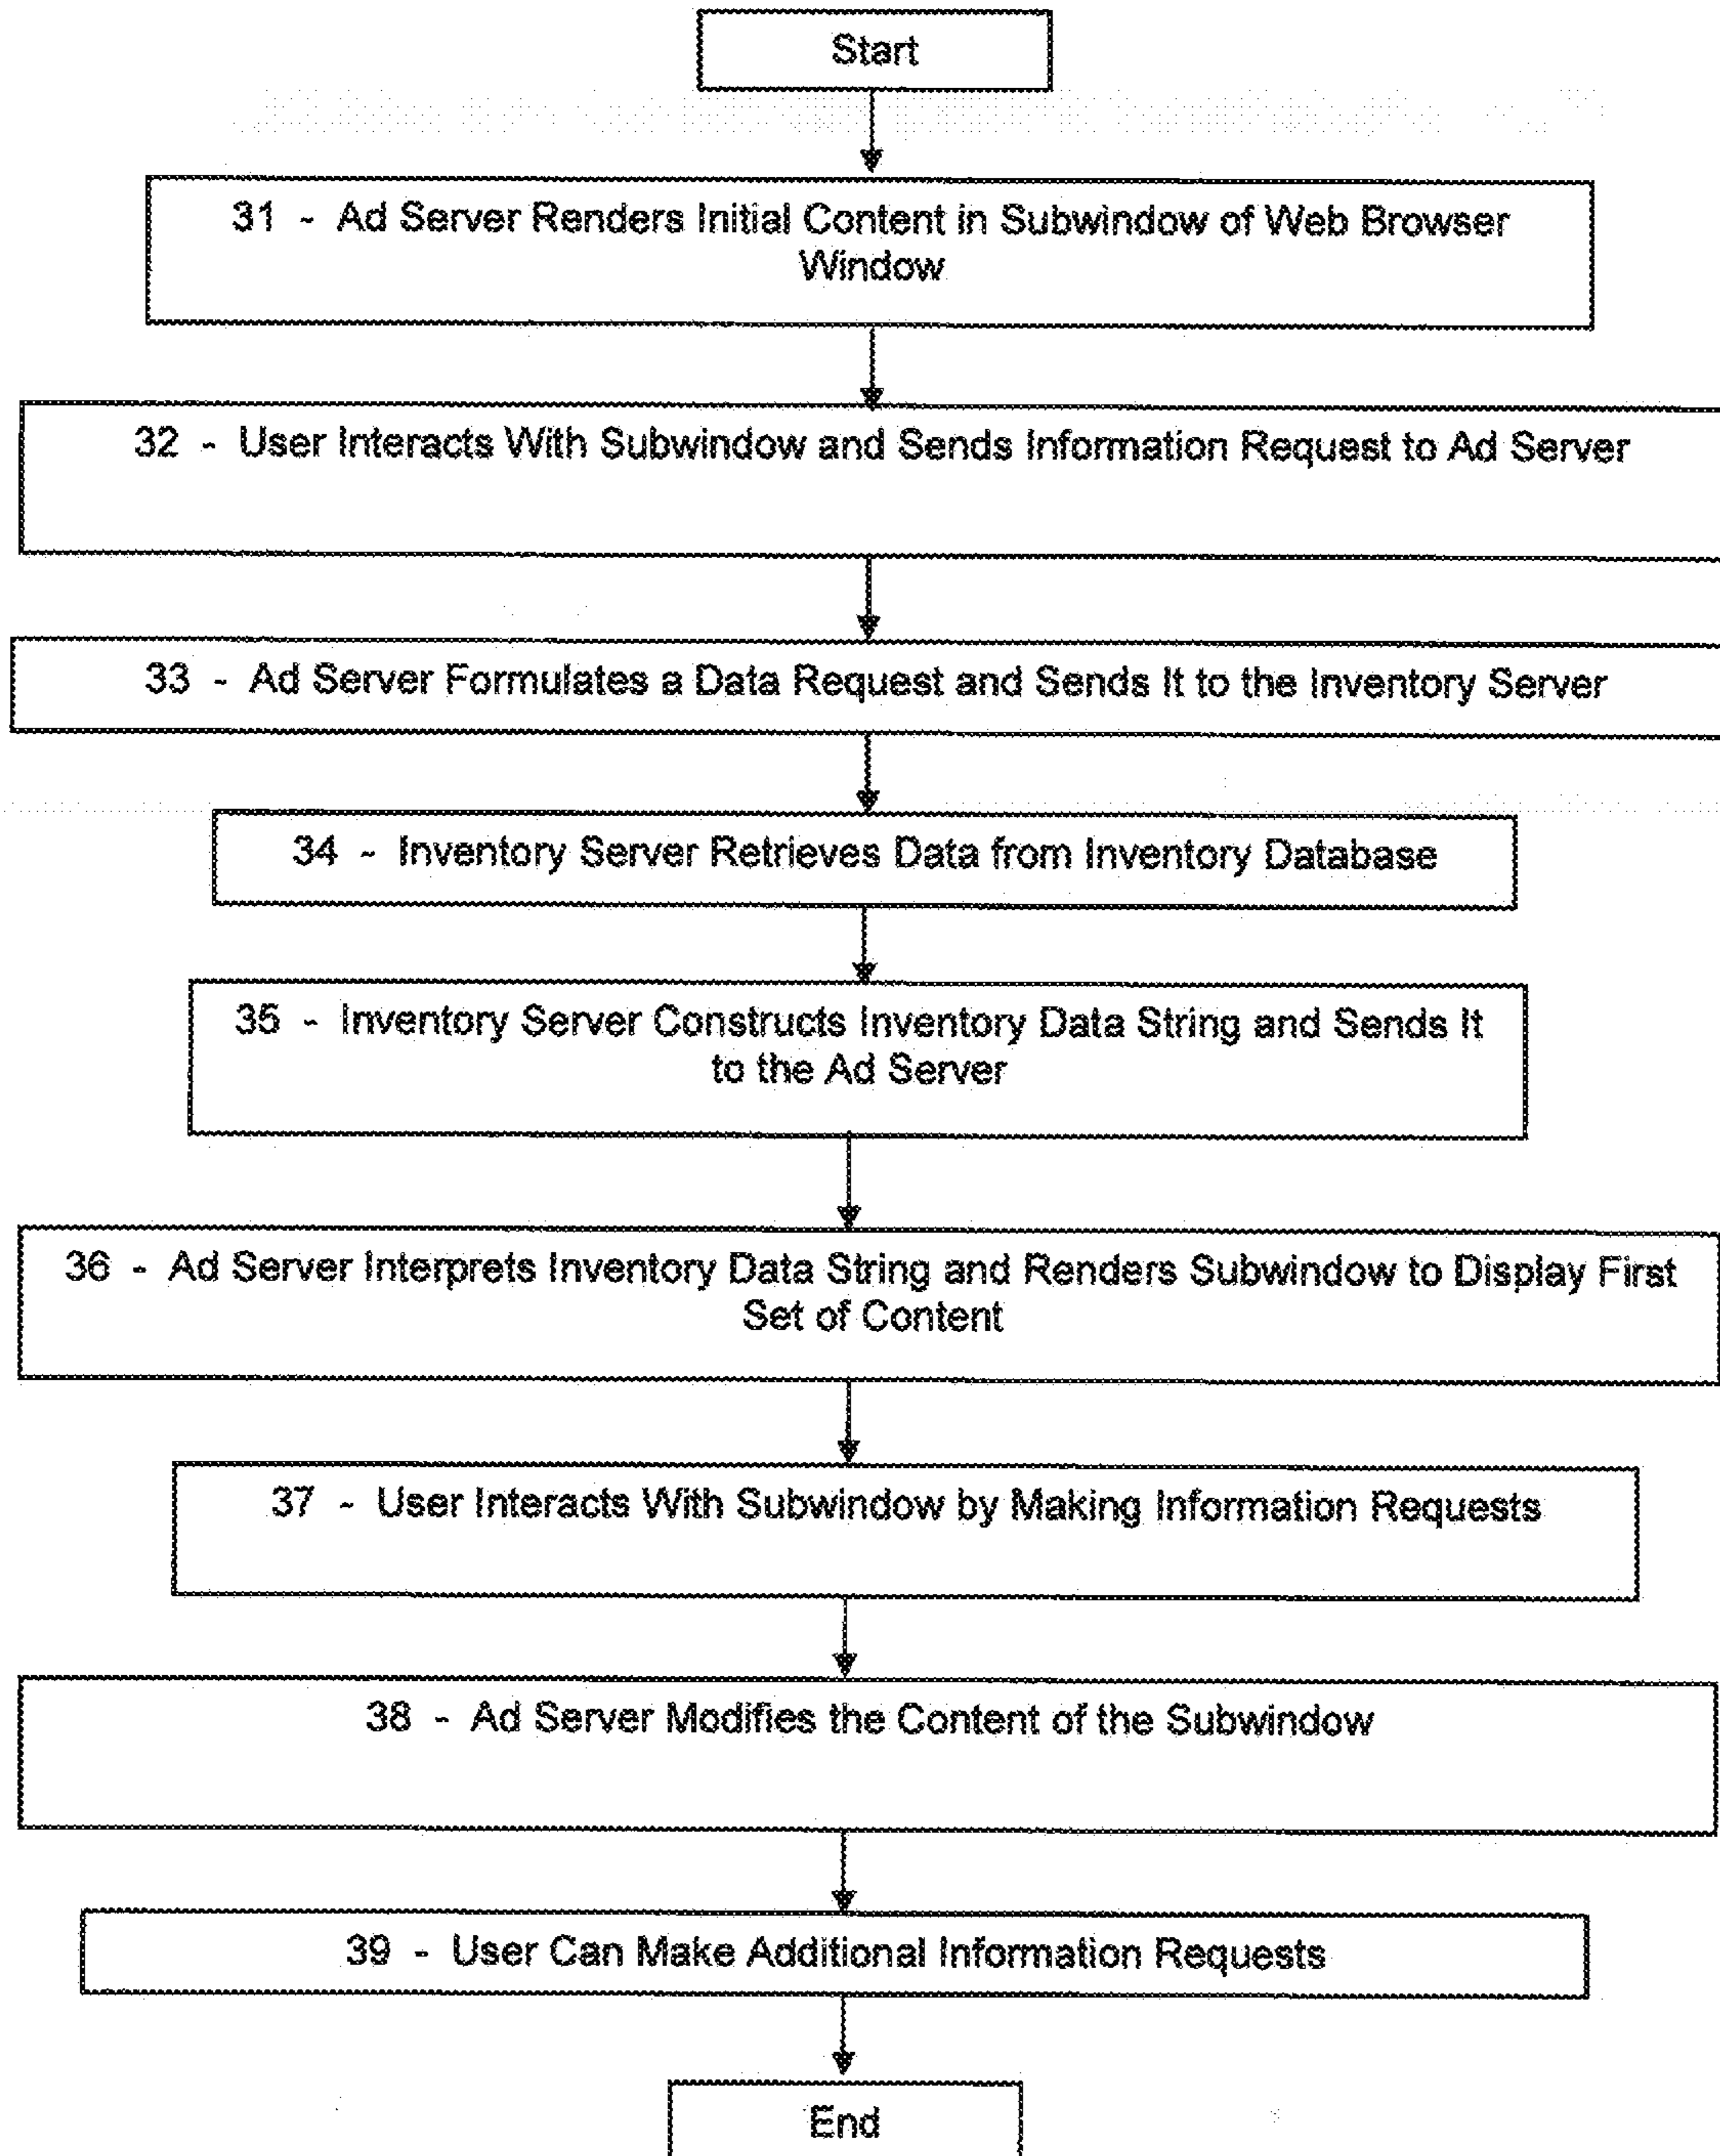 Start
31 - Ad Server Renders Initial Content in Subwindow of Web Browser
Window
32 - User Interacts With Subwindow and Sends Information Request to Ad Server
33 - Ad Server Formulates a Data Request and Sends It to the Inventory Server
34 - Inventory Server Retrieves Data from Inventory Database
35 - Inventory Server Constructs Inventory Data String and Sends It
to the Ad Server
36 - Ad Server Interprets Inventory Data String and Renders Subwindow to Display First
Set of Content
37 - User Interacts With Subwindow by Making Information Requests
38 - Ad Server Modifies the Content of the Subwindow
39 - User Can Make Additional Information Requests
End